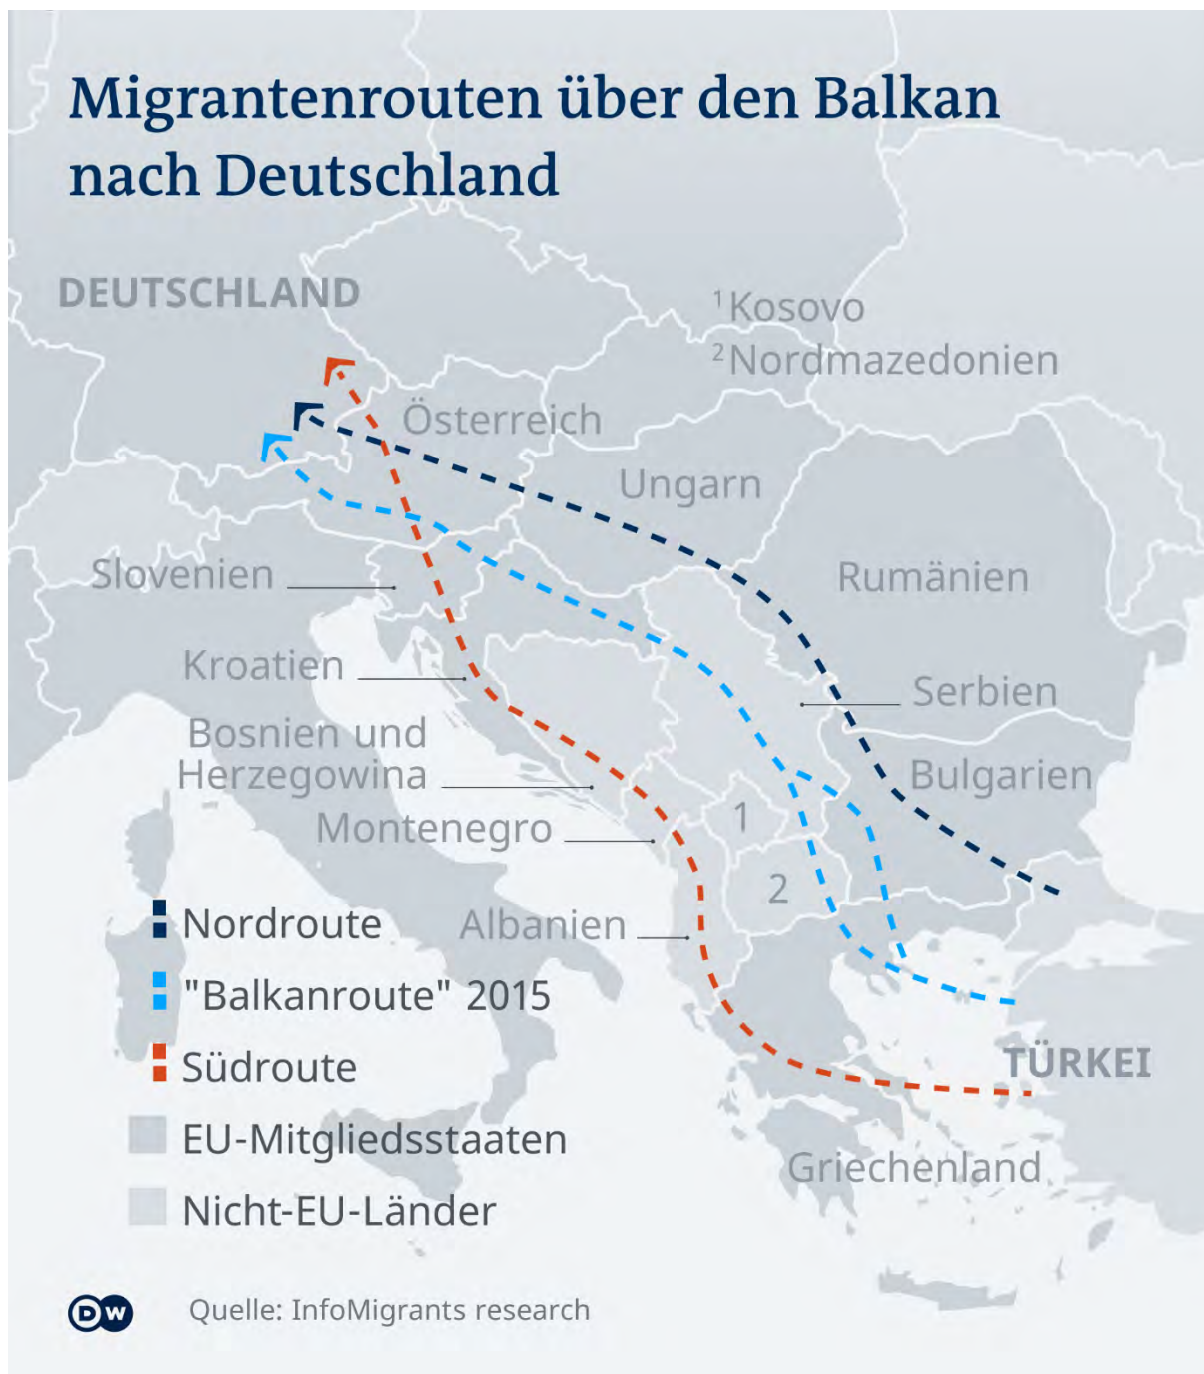 Migrantenrouten über den Balkan
nach Deutschland
DEUTSCHLAND
¹Kosovo
²Nordmazedonien
Österreich
Ungarn
Slovenien
Rumänien
Kroatien
Serbien
Bosnien und
Herzegowina
Bulgarien
Montenegro
1
2
Albanien
Nordroute
"Balkanroute" 2015
Südroute
TÜRKEI
EU-Mitgliedsstaaten
Griechenland
Nicht-EU-Länder
DW
Quelle: InfoMigrants research